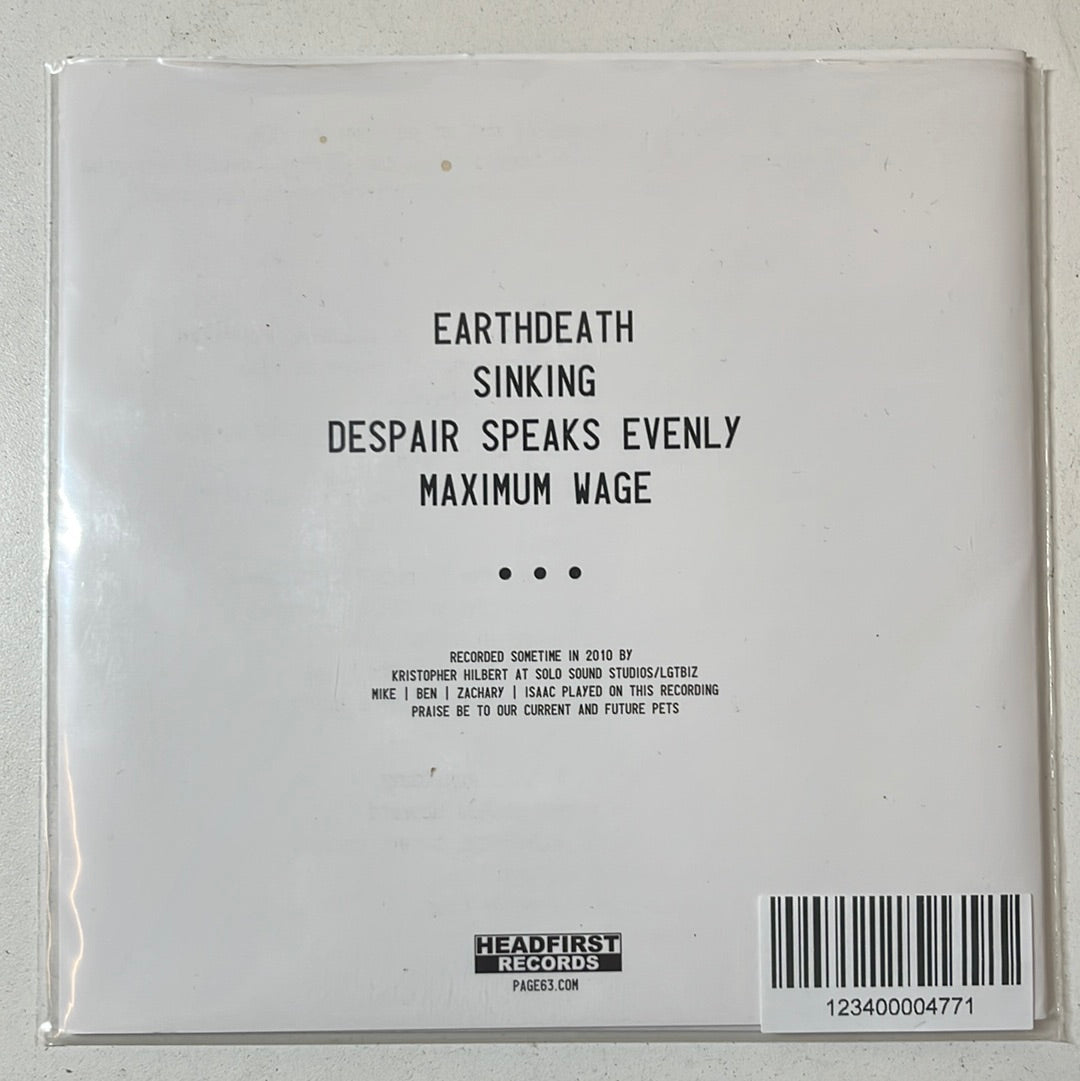 EARTHDEATH
SINKING
DESPAIR SPEAKS EVENLY
MAXIMUM WAGE
• • •
RECORDED SOMETIME IN 2010 BY
KRISTOPHER HILBERT AT SOLO SOUND STUDIOS/LGTBIZ
MIKE | BEN | ZACHARY | ISAAC PLAYED ON THIS RECORDING
PRAISE BE TO OUR CURRENT AND FUTURE PETS
HEADFIRST
RECORDS
PAGE63.COM
123400004771